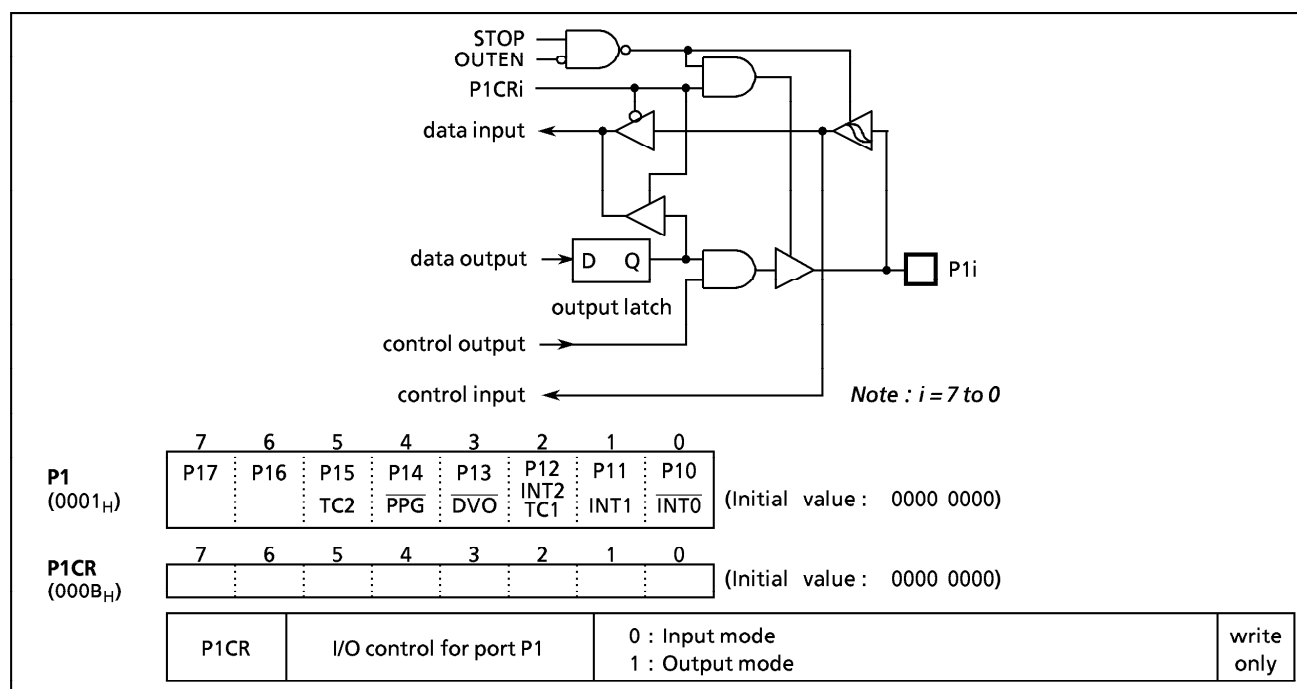 STOP
OUTEN
P1CRi
data input
data output
D Q
P1i
output latch
control output
control input
Note : i = 7 to 0
7 6 5 4 3 2 1 0
P1
(0001H)
P17 P16 P15 P14 P13 P12 P11 P10
TC2 PPG DVO INT2 TC1 INT1 INT0
(Initial value : 0000 0000)
7 6 5 4 3 2 1 0
P1CR
(000BH)
(Initial value : 0000 0000)
P1CR I/O control for port P1
0 : Input mode
1 : Output mode
write
only